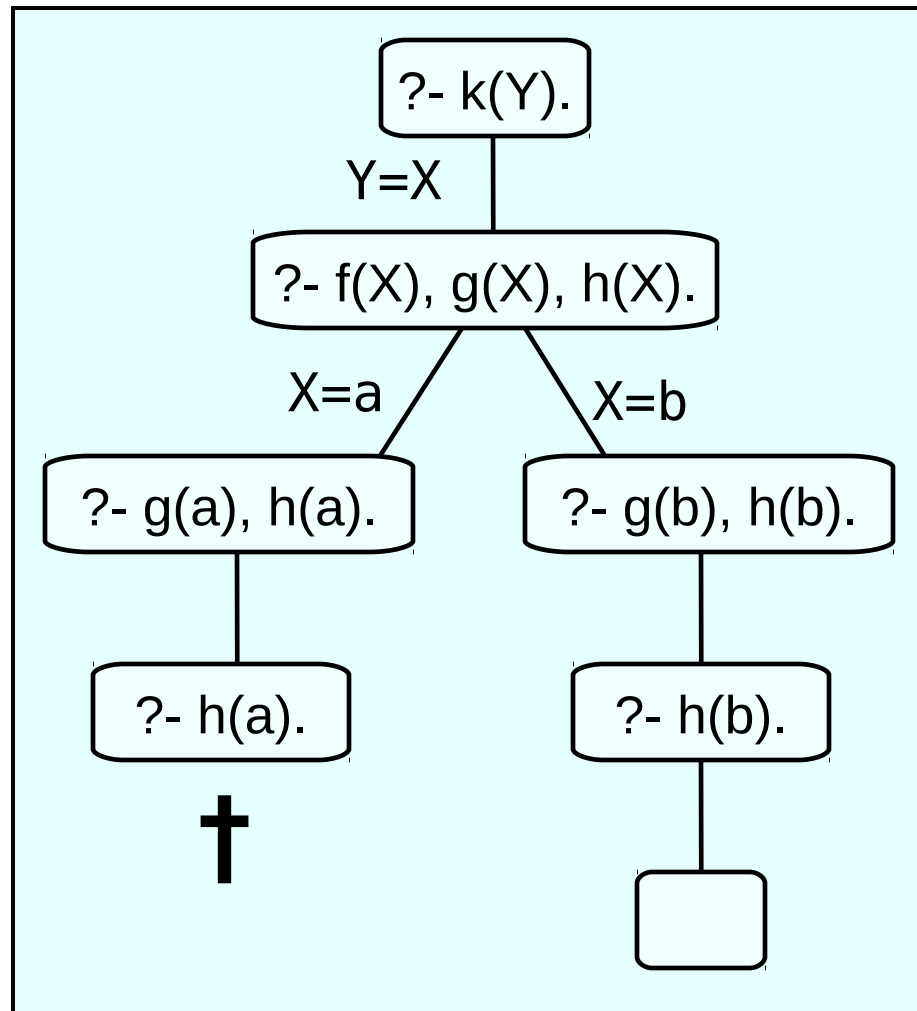 ?- k(Y).
Y=X
?- f(X), g(X), h(X).
X=a
X=b
?- g(a), h(a).
?- g(b), h(b).
?- h(a).
?- h(b).
†